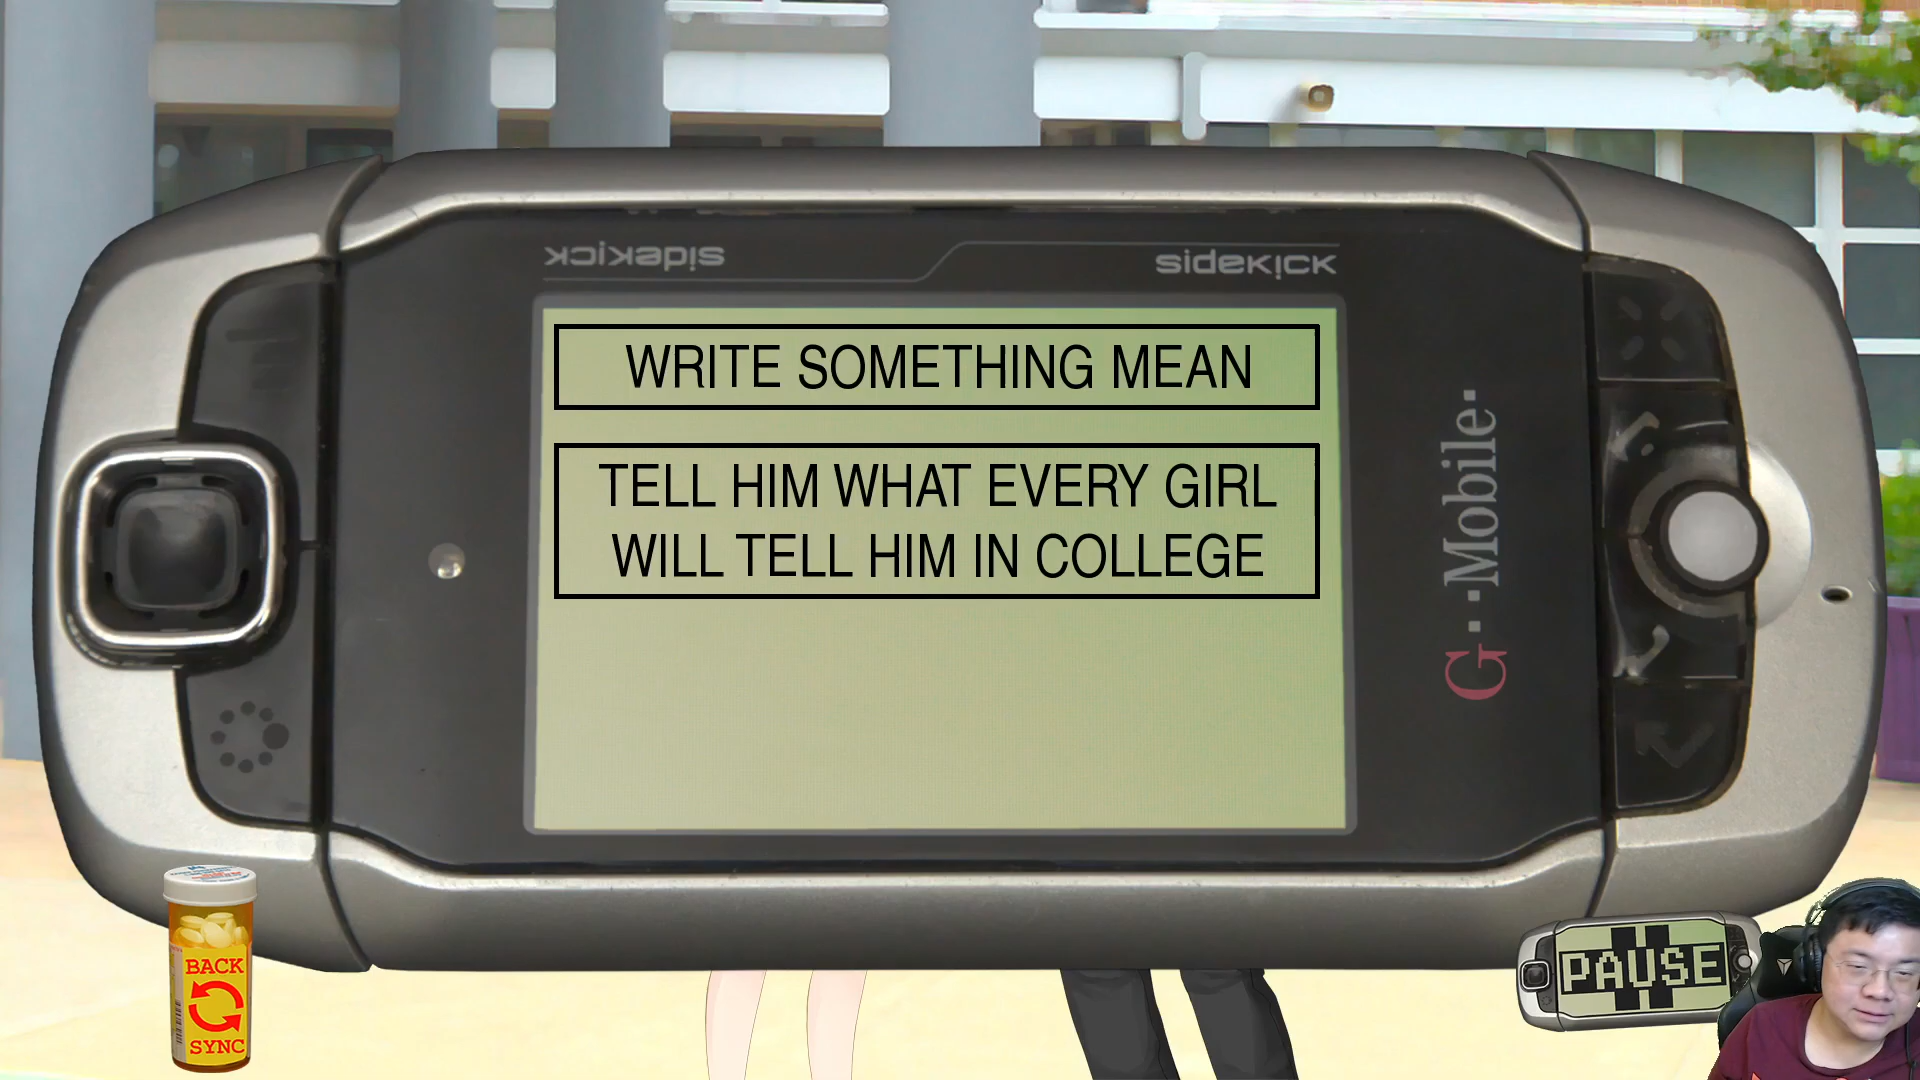 sidekick
sidekick
WRITE SOMETHING MEAN
TELL HIM WHAT EVERY GIRL
WILL TELL HIM IN COLLEGE
G··Mobile·
BACK
SYNC
PAUSE